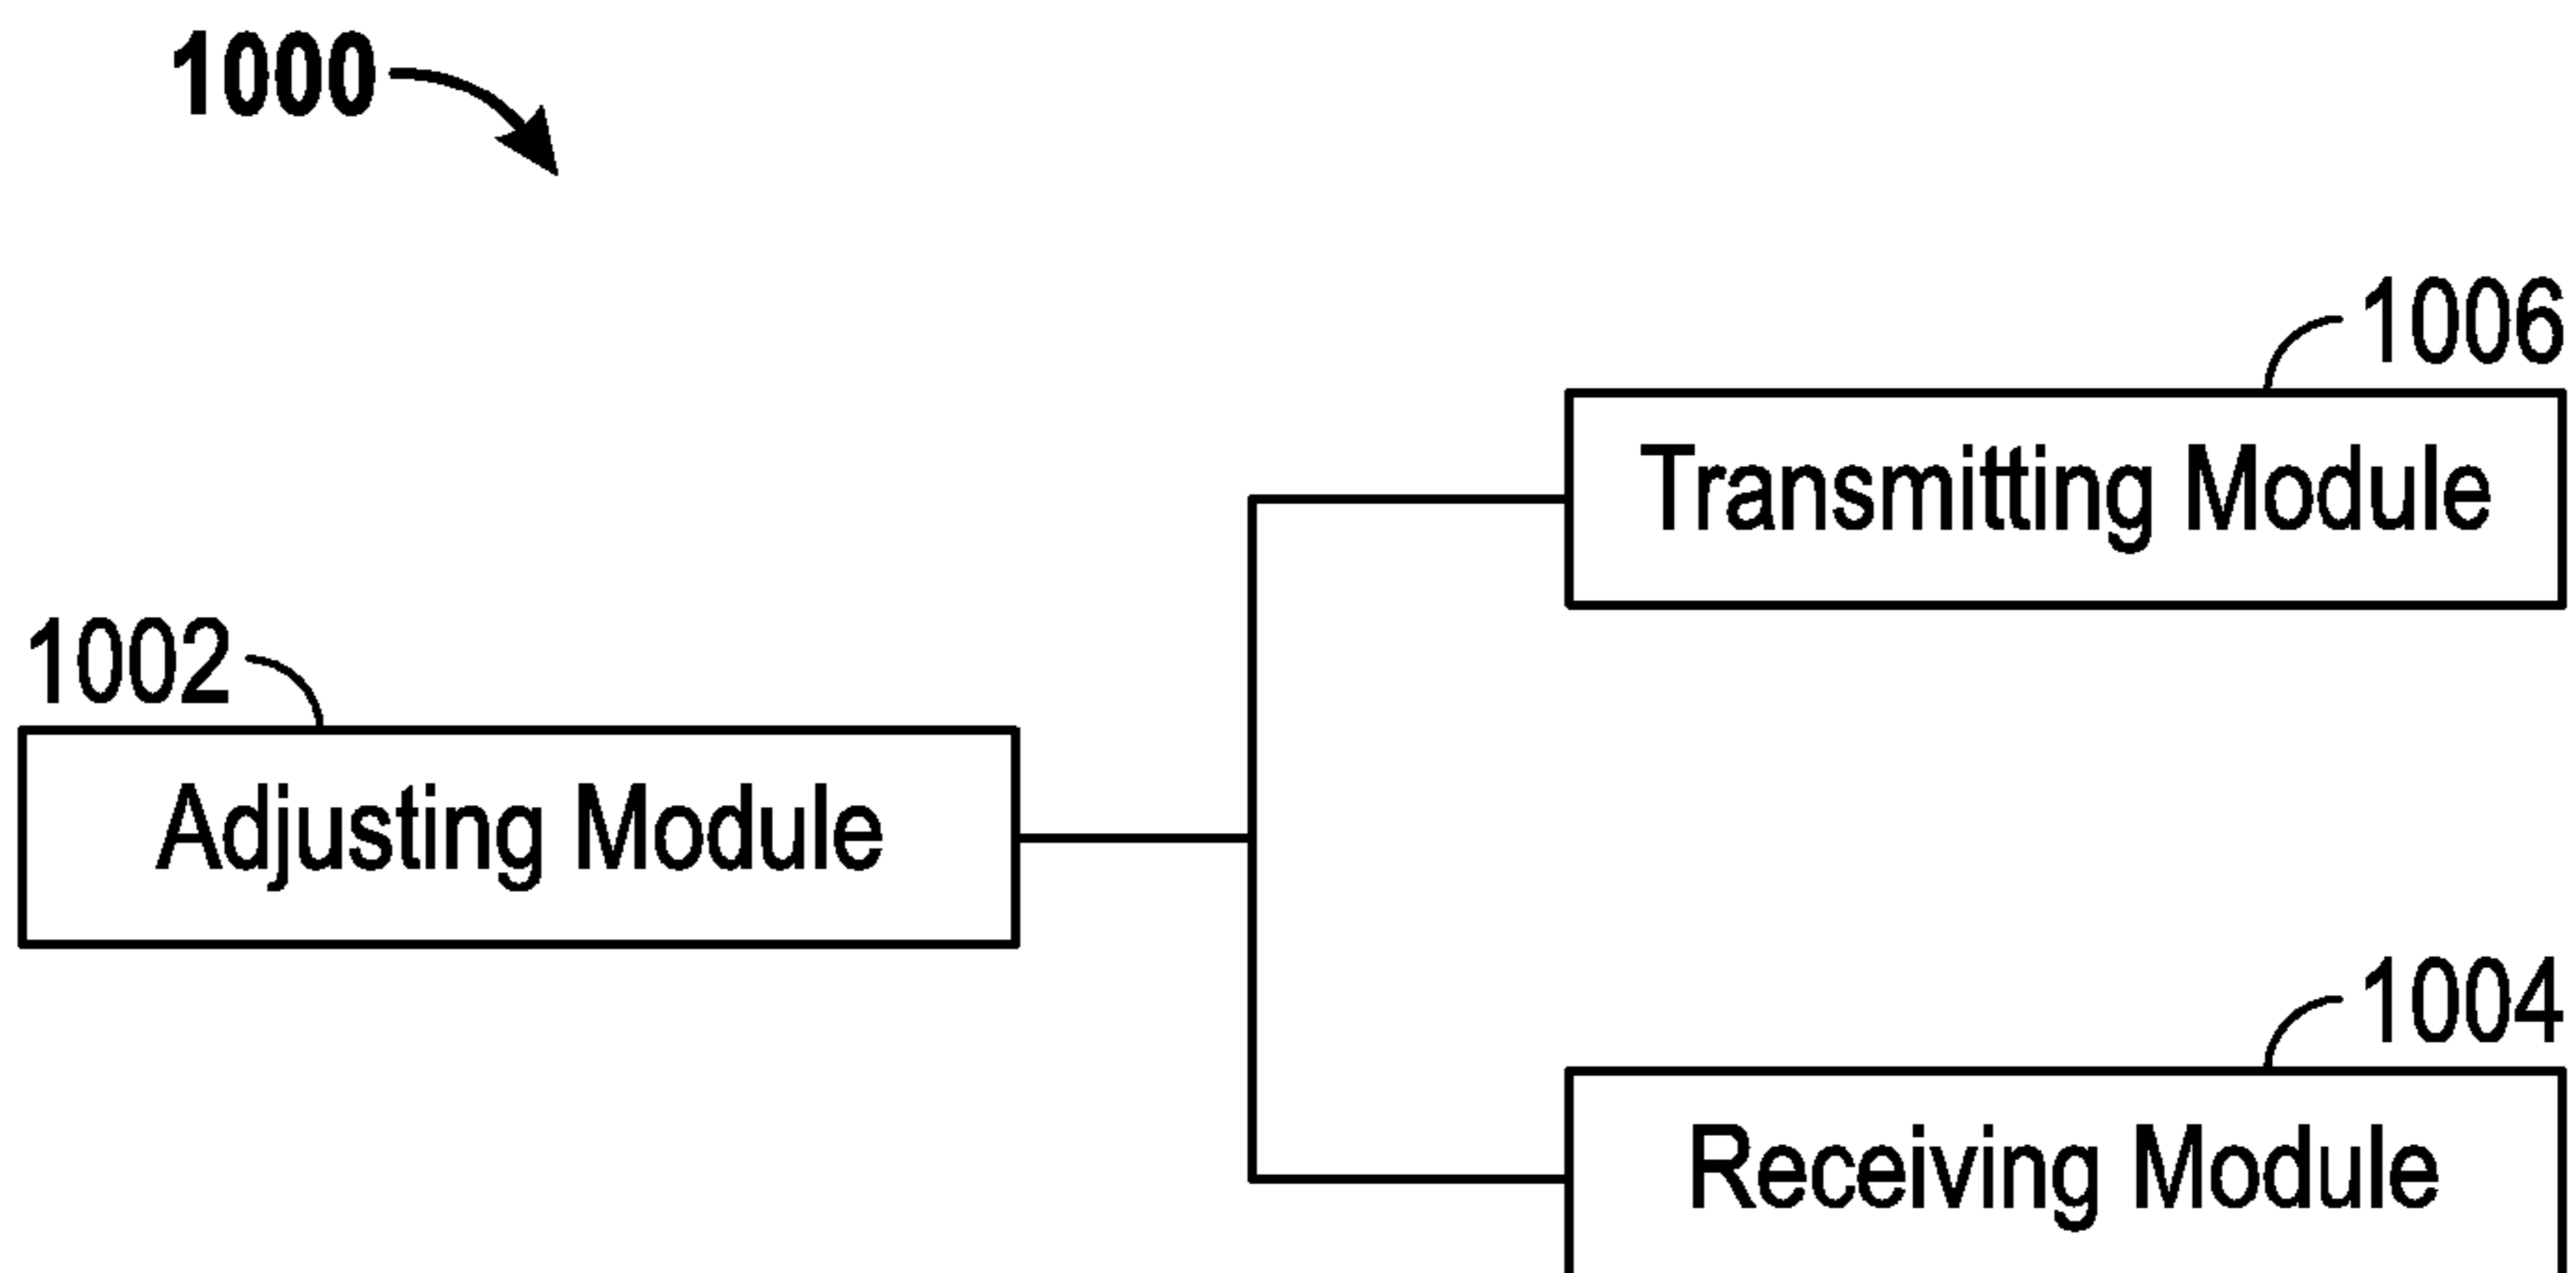 1000
1006
Transmitting Module
1002
Adjusting Module
1004
Receiving Module